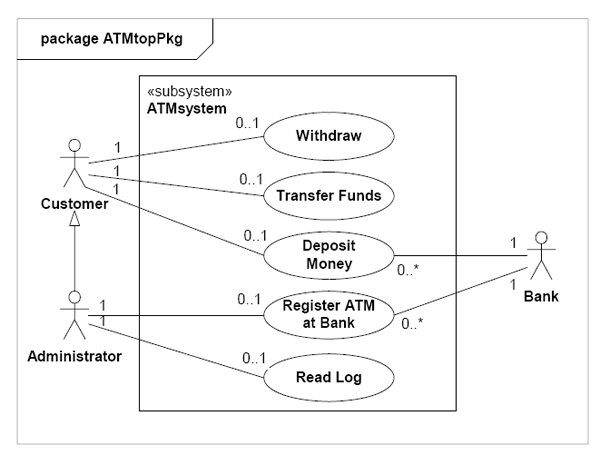 package ATMtopPkg
«subsystem»
ATMsystem
1
0..1
Withdraw
1
0..1
Transfer Funds
1
Customer
0..1
Deposit
Money
1
0..*
Bank
1
0..1
Register ATM
at Bank
1
0..*
1
Administrator
0..1
Read Log